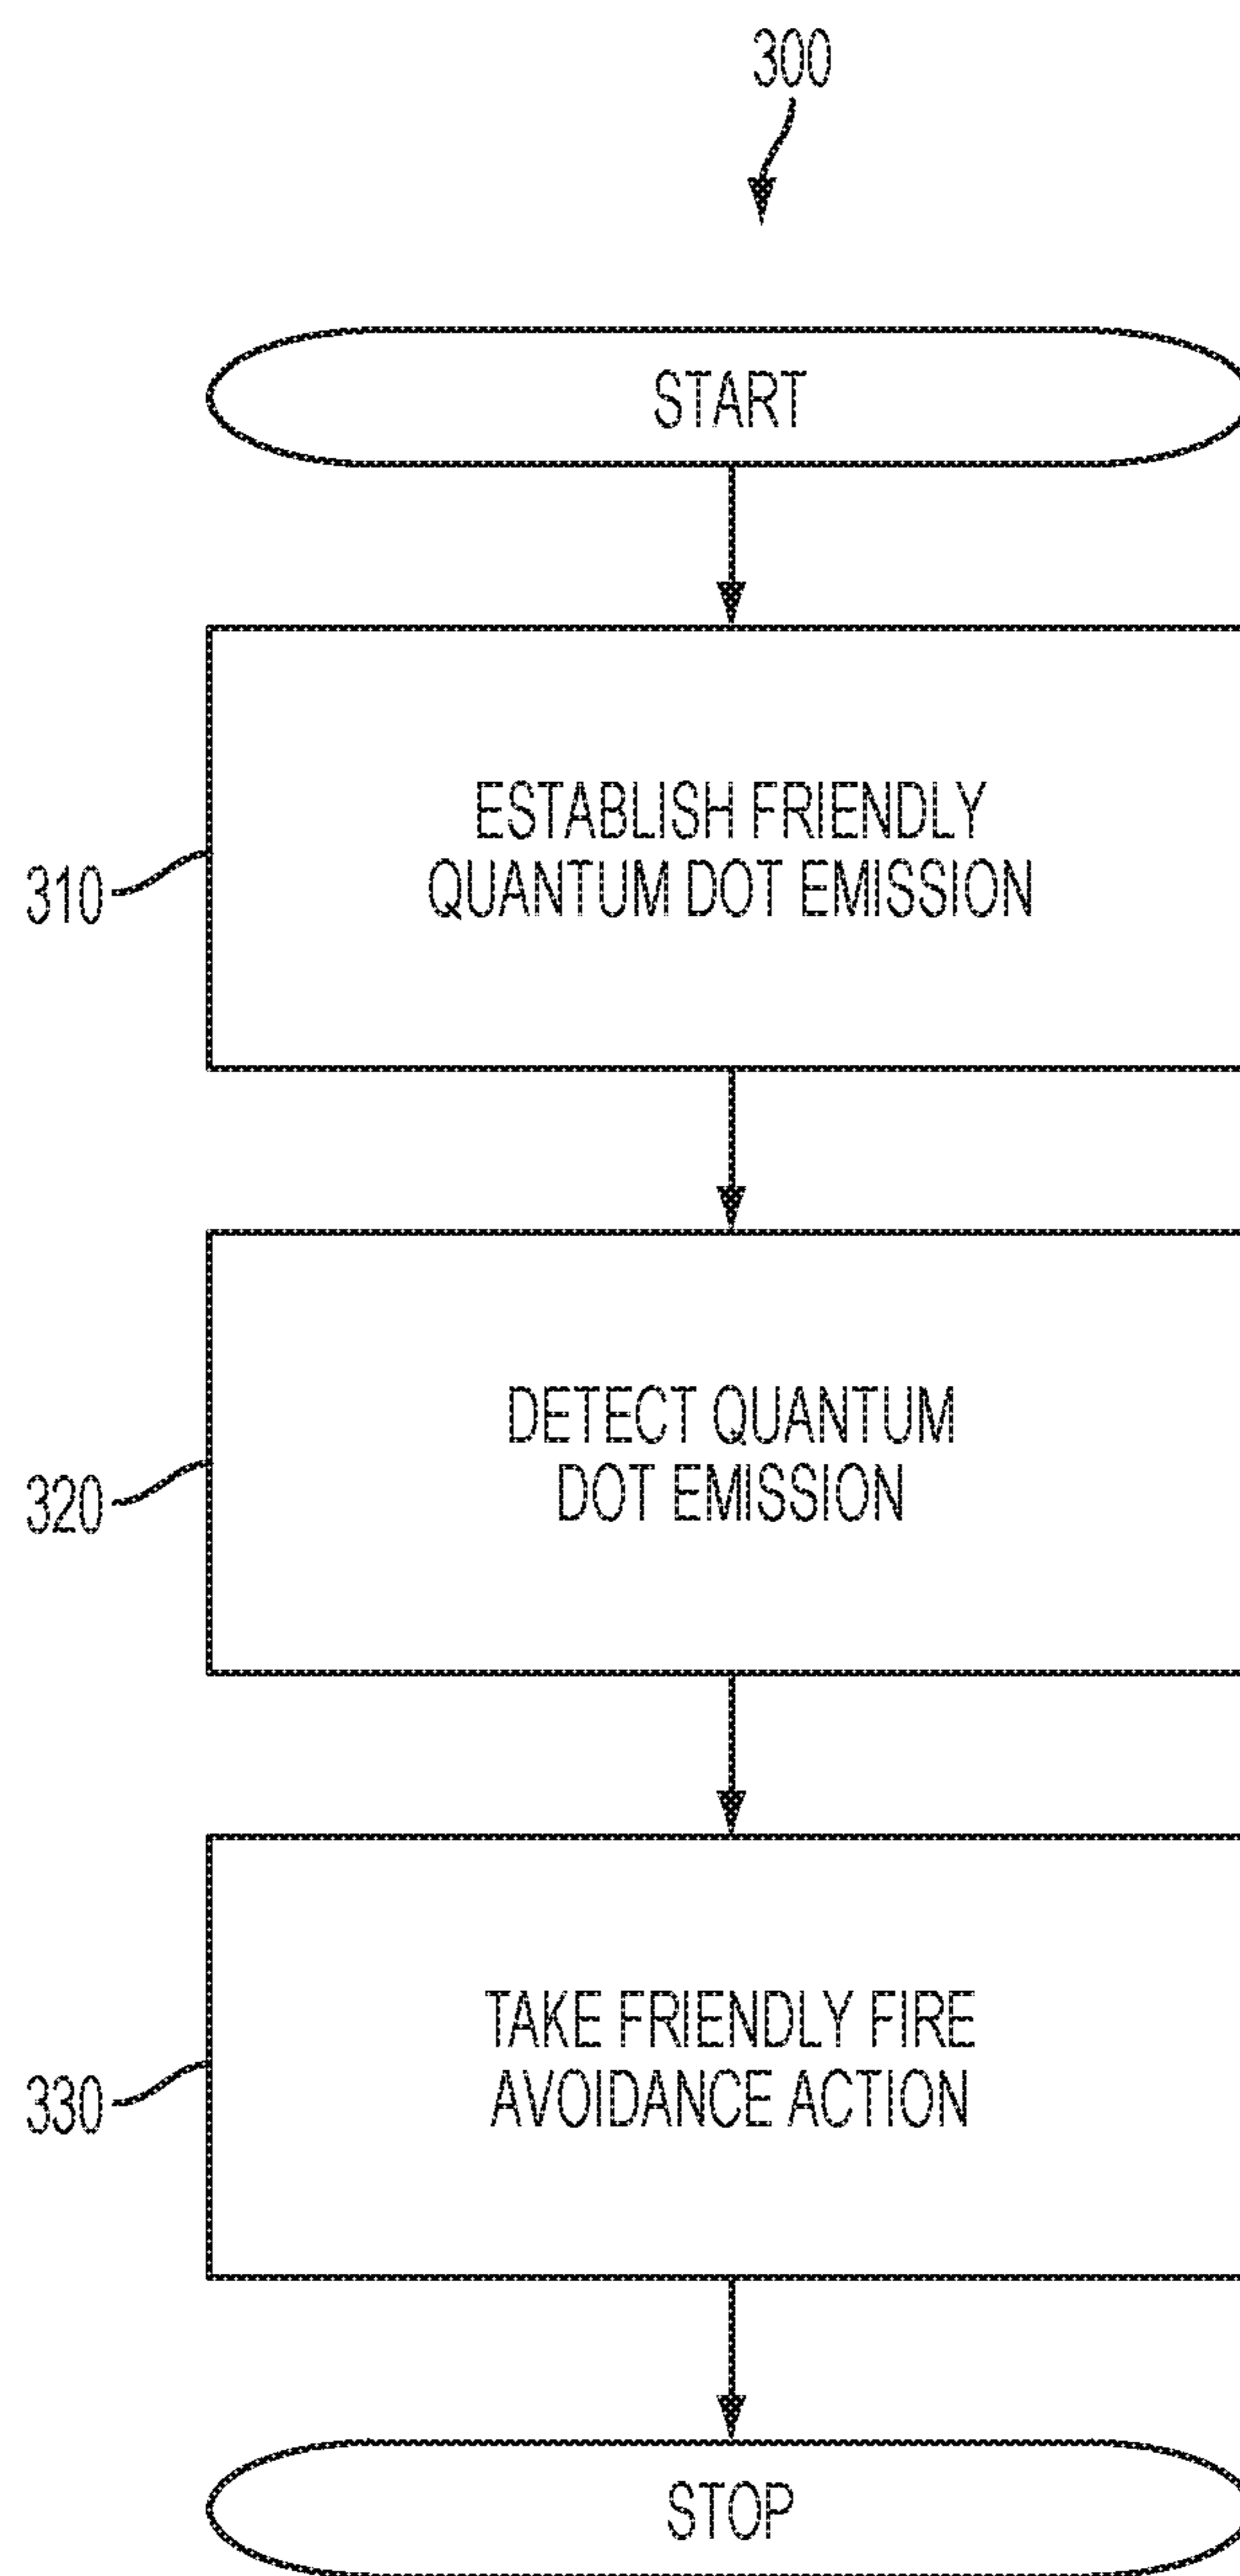 300
START
310
ESTABLISH FRIENDLY
QUANTUM DOT EMISSION
320
DETECT QUANTUM
DOT EMISSION
330
TAKE FRIENDLY FIRE
AVOIDANCE ACTION
STOP